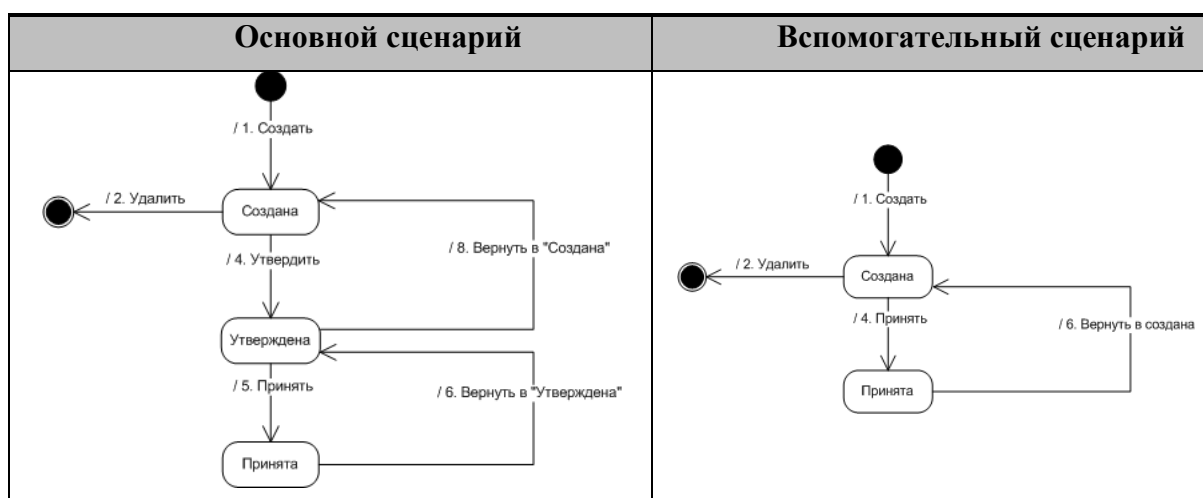 Основной сценарий
Вспомогательный сценарий
/ 1. Создать
/ 2. Удалить
Создана
/ 8. Вернуть в "Создана"
/ 4. Утвердить
Утверждена
/ 5. Принять
/ 6. Вернуть в "Утверждена"
Принята
/ 1. Создать
/ 2. Удалить
Создана
/ 4. Принять
/ 6. Вернуть в создана
Принята